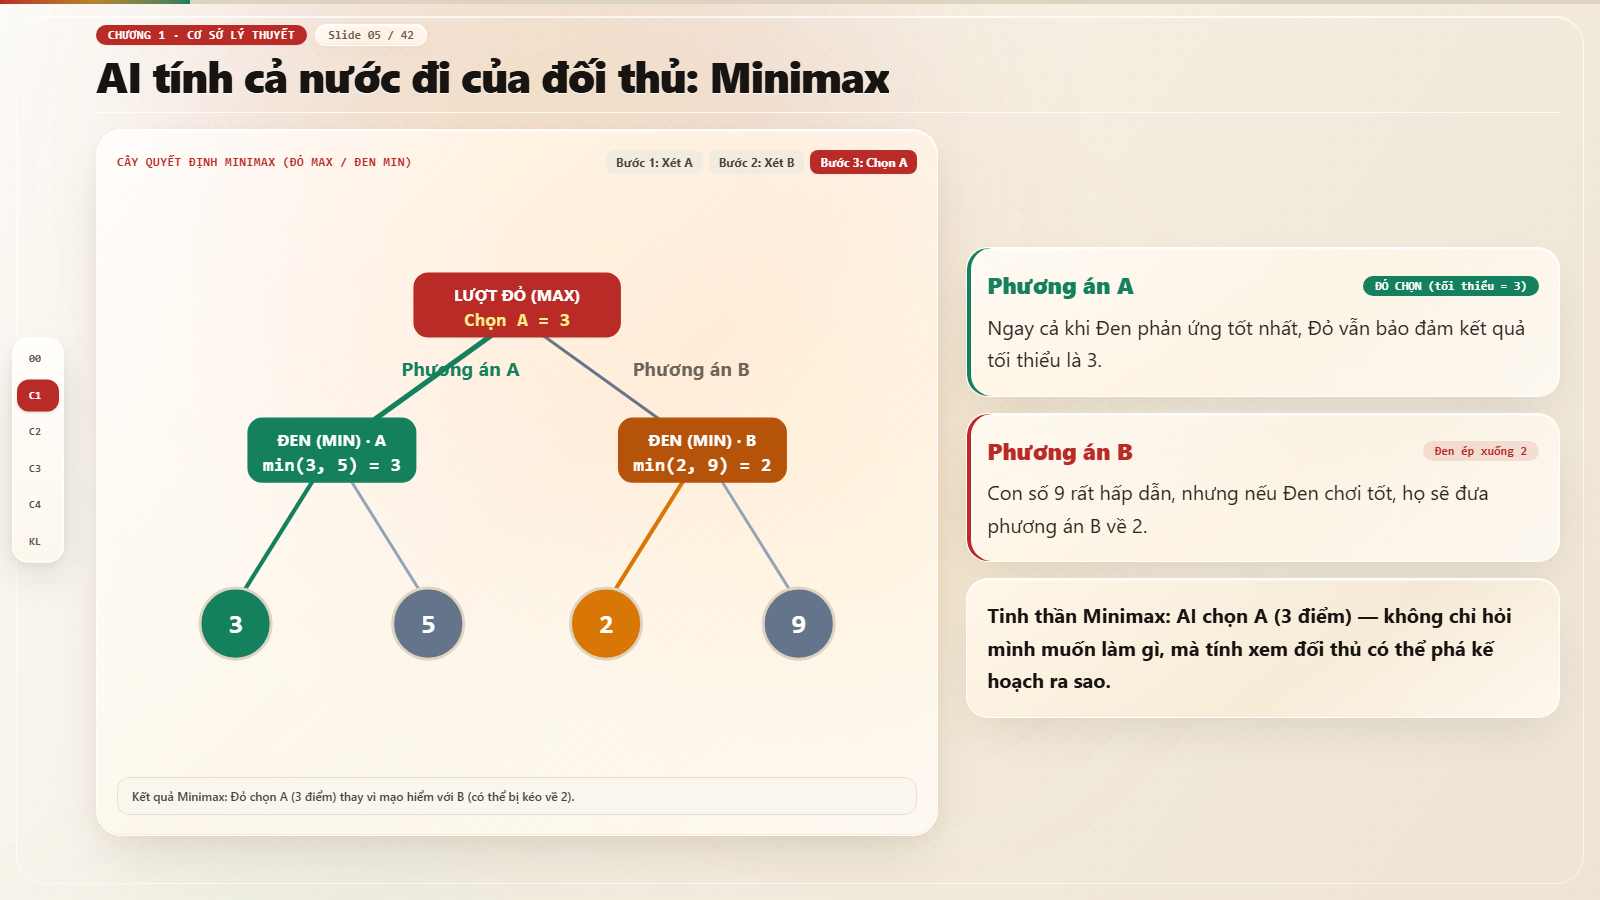 CHƯƠNG 1 · CƠ SỞ LÝ THUYẾT
Slide 05 / 42
AI tính cả nước đi của đối thủ: Minimax
CÂY QUYẾT ĐỊNH MINIMAX (ĐỎ MAX / ĐEN MIN)
Bước 1: Xét A
Bước 2: Xét B
Bước 3: Chọn A
LƯỢT ĐỎ (MAX)
Chọn A = 3
Phương án A
Phương án B
ĐEN (MIN) · A
min(3, 5) = 3
ĐEN (MIN) · B
min(2, 9) = 2
3
5
2
9
Kết quả Minimax: Đỏ chọn A (3 điểm) thay vì mạo hiểm với B (có thể bị kéo về 2).
Phương án A
ĐỎ CHỌN (tối thiểu = 3)
Ngay cả khi Đen phản ứng tốt nhất, Đỏ vẫn bảo đảm kết quả
tối thiểu là 3.
Phương án B
Đen ép xuống 2
Con số 9 rất hấp dẫn, nhưng nếu Đen chơi tốt, họ sẽ đưa
phương án B về 2.
Tinh thần Minimax: AI chọn A (3 điểm) — không chỉ hỏi
mình muốn làm gì, mà tính xem đối thủ có thể phá kế
hoạch ra sao.
00
C1
C2
C3
C4
KL